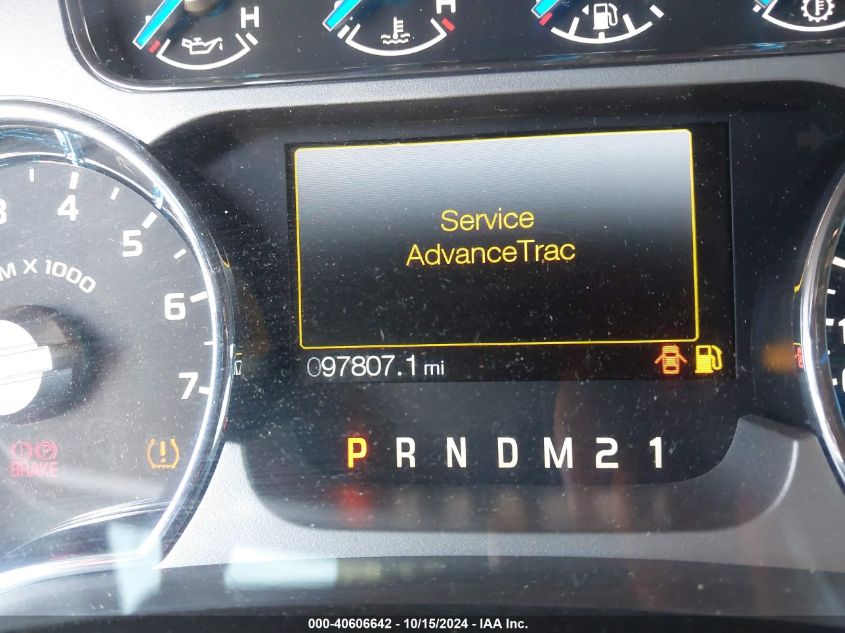 H
H
3
4
5
6
7
M X 1000
Service
AdvanceTrac
097807.1 mi
BRAKE
P R N D M 2 1
000-40606642 - 10/15/2024 - IAA Inc.